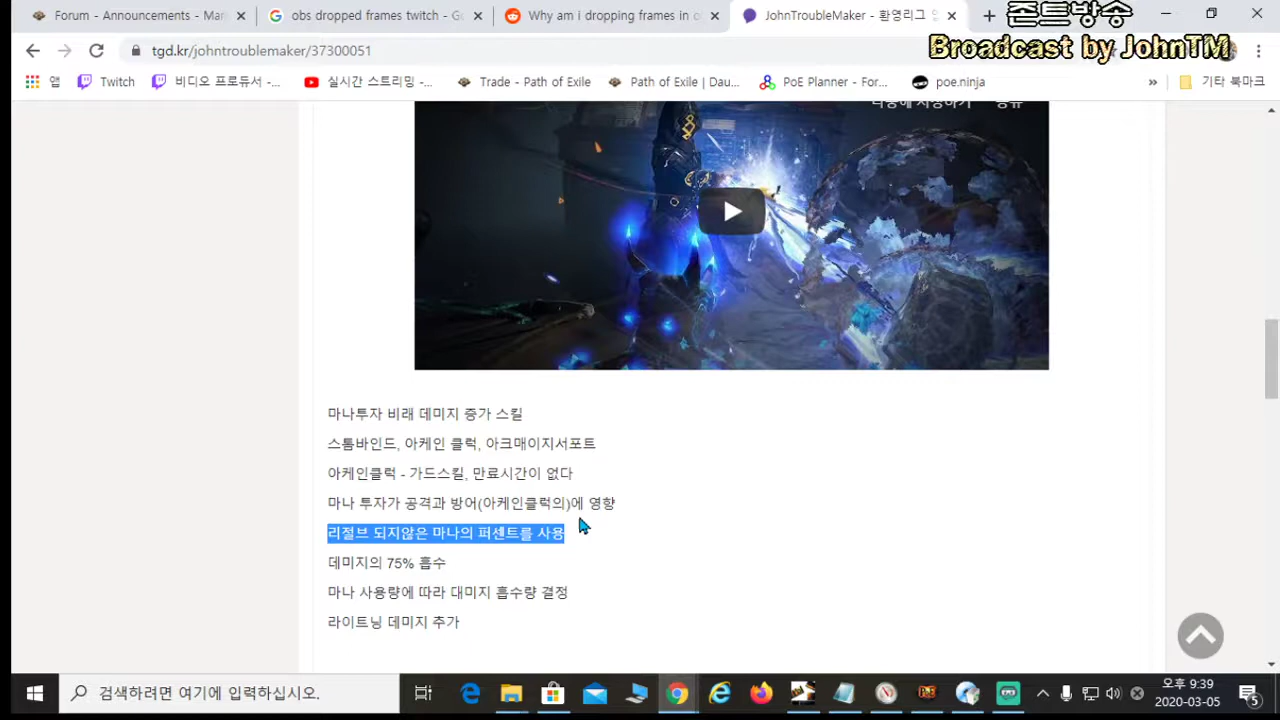 Forum - Announcements - Mar
obs dropped frames twitch - G
Why am i dropping frames in o
JohnTroubleMaker - 환영리그
존트방송
Broadcast by JohnTM
tgd.kr/johntroublemaker/37300051
앱
Twitch
비디오 프로듀서 -...
실시간 스트리밍 -...
Trade - Path of Exile
Path of Exile | Dau...
PoE Planner - For...
poe.ninja
»
기타 북마크
마나투자 비래 데미지 증가 스킬
스톰바인드, 아케인 클럭, 아크매이지서포트
아케인클럭 - 가드스킬, 만료시간이 없다
마나 투자가 공격과 방어(아케인클럭의)에 영향
리절브 되지않은 마나의 퍼센트를 사용
데미지의 75% 흡수
마나 사용량에 따라 대미지 흡수량 결정
라이트닝 데미지 추가
검색하려면 여기에 입력하십시오.
오후 9:39
2020-03-05
5